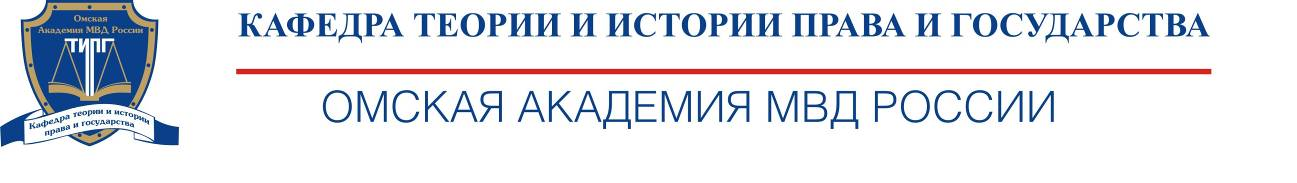 Омская
Академия МВД России
ТИПГ
Кафедра теории и истории
права и государства
КАФЕДРА ТЕОРИИ И ИСТОРИИ ПРАВА И ГОСУДАРСТВА
ОМСКАЯ АКАДЕМИЯ МВД РОССИИ